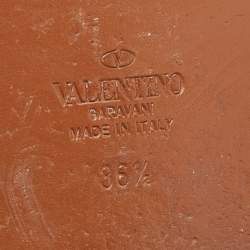 VALENTINO
GARAVANI
MADE IN ITALY
36½